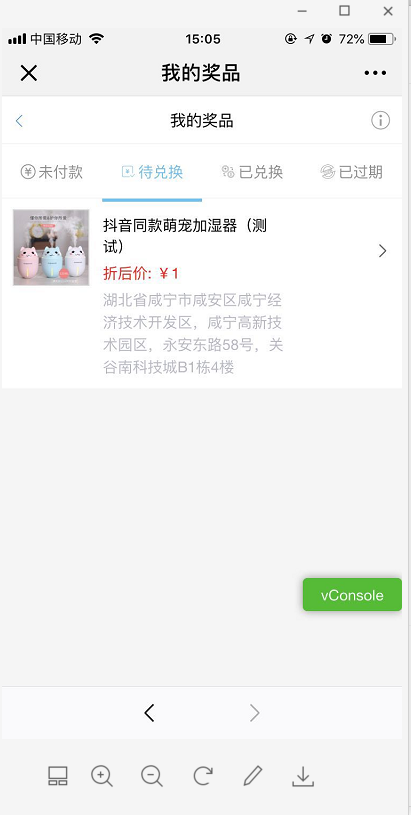 中国移动 15:05 72%
我的奖品
我的奖品
未付款 待兑换 已兑换 已过期
抖音同款萌宠加湿器（测
试）
折后价: ￥1
湖北省咸宁市咸安区咸宁经
济技术开发区，咸宁高新技
术园区，永安东路58号，关
谷南科技城B1栋4楼
vConsole